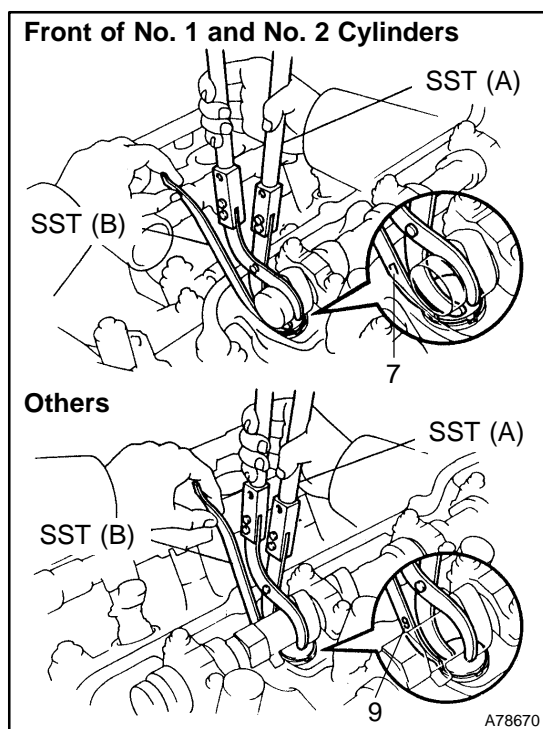 Front of No. 1 and No. 2 Cylinders
SST (A)
SST (B)
7
Others
SST (A)
SST (B)
9
A78670